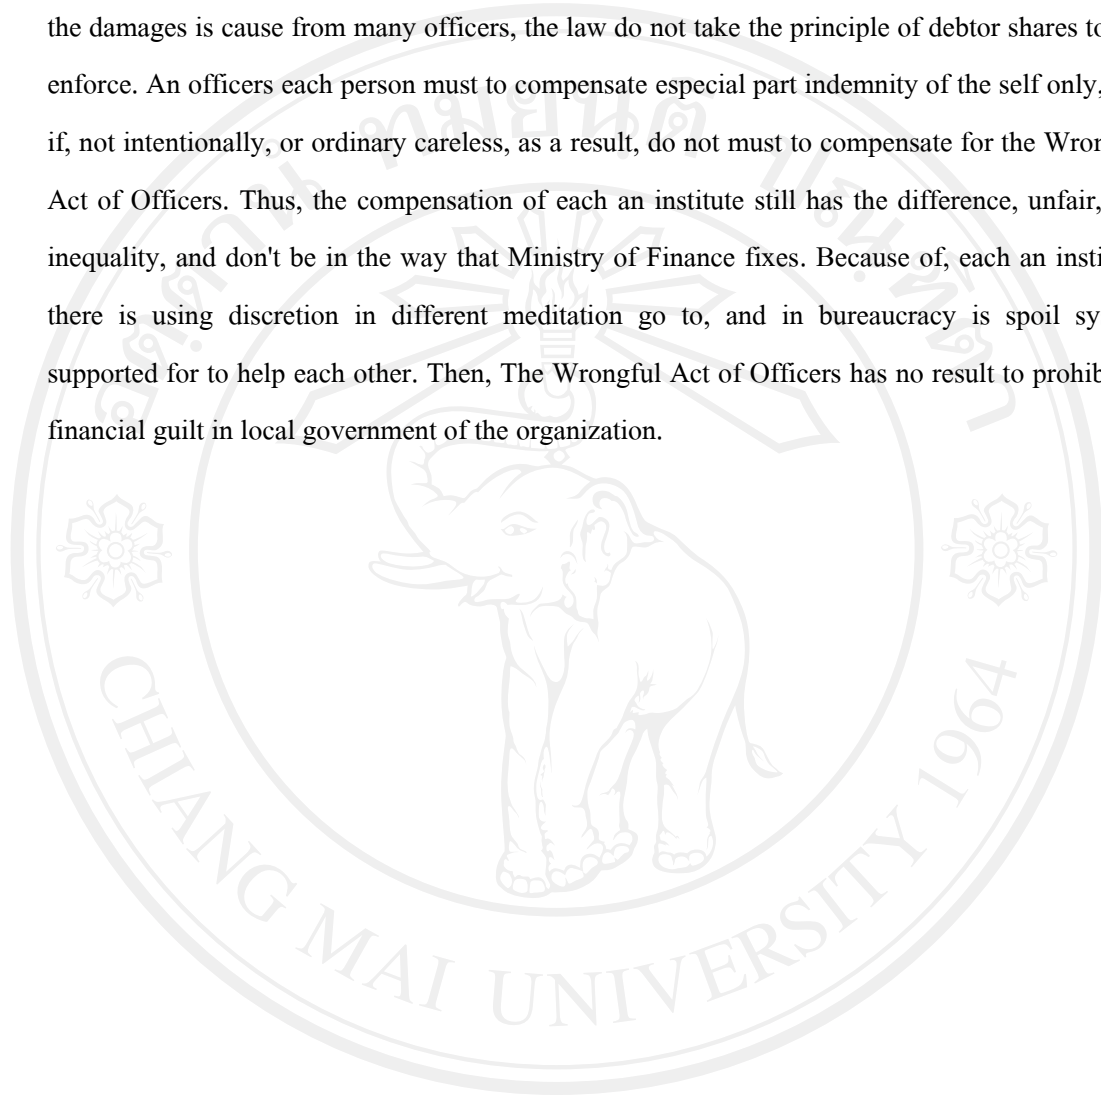 the damages is cause from many officers, the law do not take the principle of debtor shares to
enforce. An officers each person must to compensate especial part indemnity of the self only,
if, not intentionally, or ordinary careless, as a result, do not must to compensate for the Wron
Act of Officers. Thus, the compensation of each an institute still has the difference, unfair,
inequality, and don't be in the way that Ministry of Finance fixes. Because of, each an insti
there is using discretion in different meditation go to, and in bureaucracy is spoil sy
supported for to help each other. Then, The Wrongful Act of Officers has no result to prohib
financial guilt in local government of the organization.
CHIANG MAI UNIVERSITY 1964